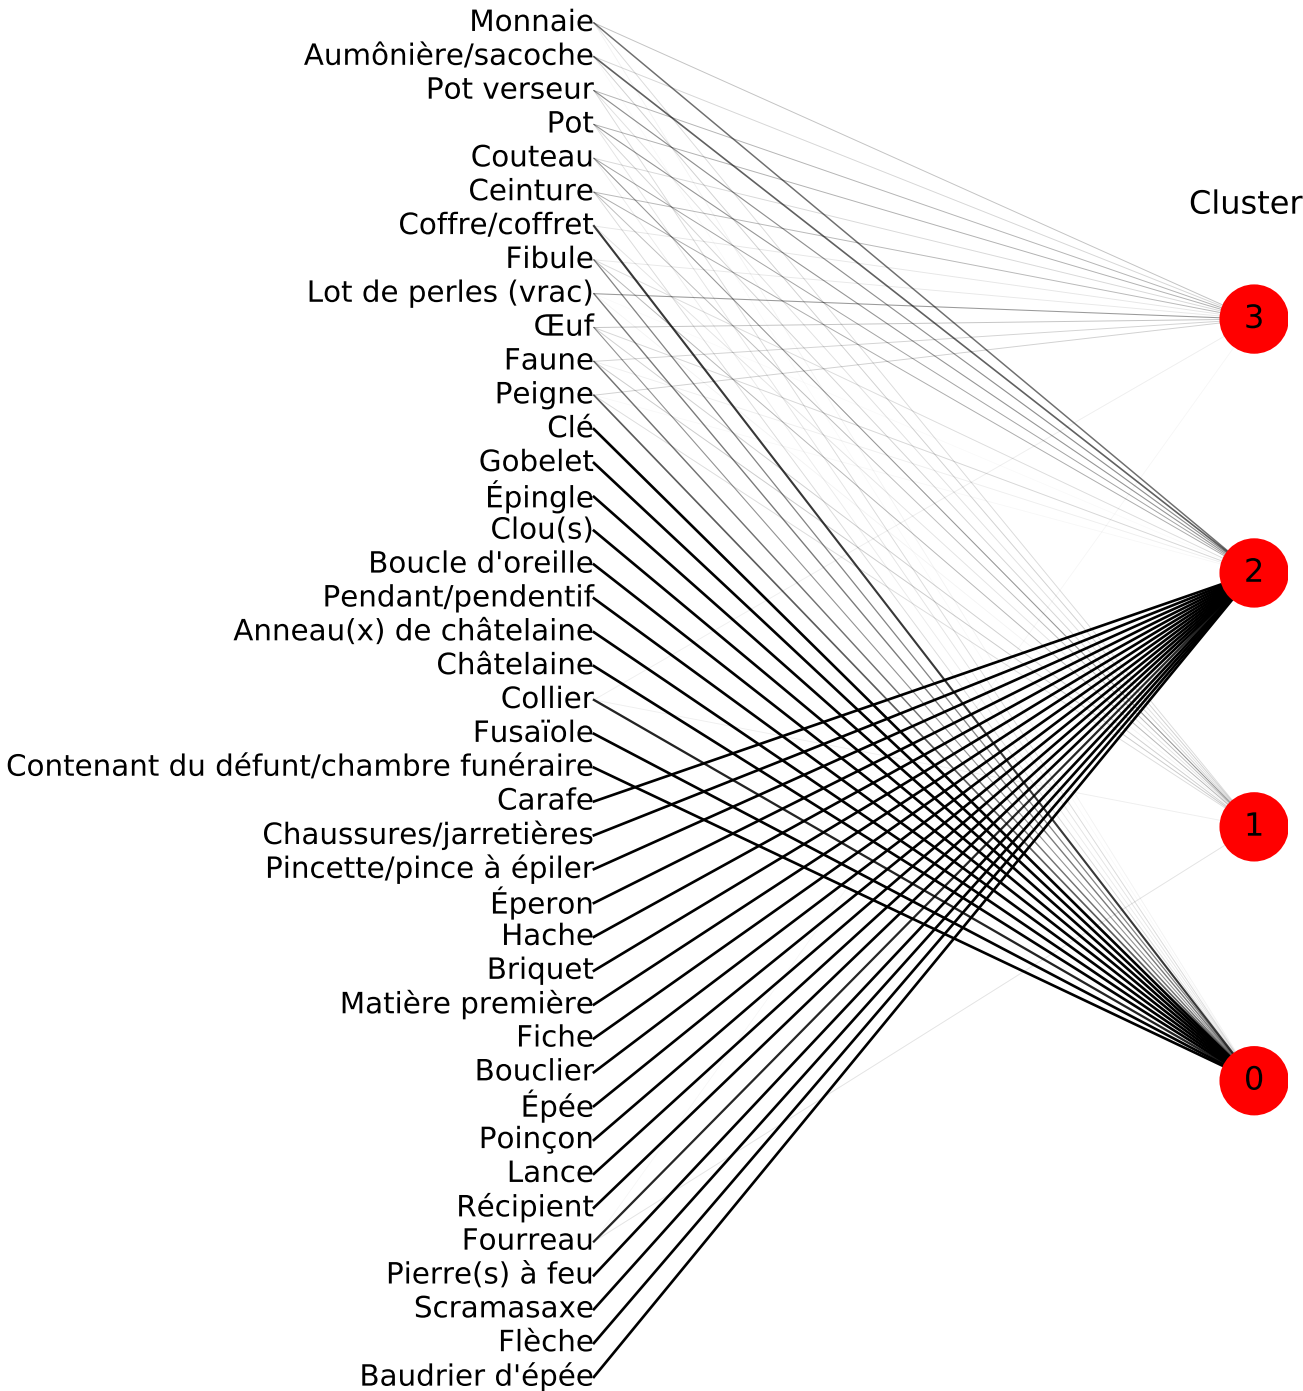 Monnaie
Aumônière/sacoche
Pot verseur
Pot
Couteau
Ceinture
Coffre/coffret
Fibule
Lot de perles (vrac)
Œuf
Faune
Peigne
Clé
Gobelet
Épingle
Clou(s)
Boucle d'oreille
Pendant/pendentif
Anneau(x) de châtelaine
Châtelaine
Collier
Fusaïole
Contenant du défunt/chambre funéraire
Carafe
Chaussures/jarretières
Pincette/pince à épiler
Éperon
Hache
Briquet
Matière première
Fiche
Bouclier
Épée
Poinçon
Lance
Récipient
Fourreau
Pierre(s) à feu
Scramasaxe
Flèche
Baudrier d'épée
Cluster
3
2
1
0